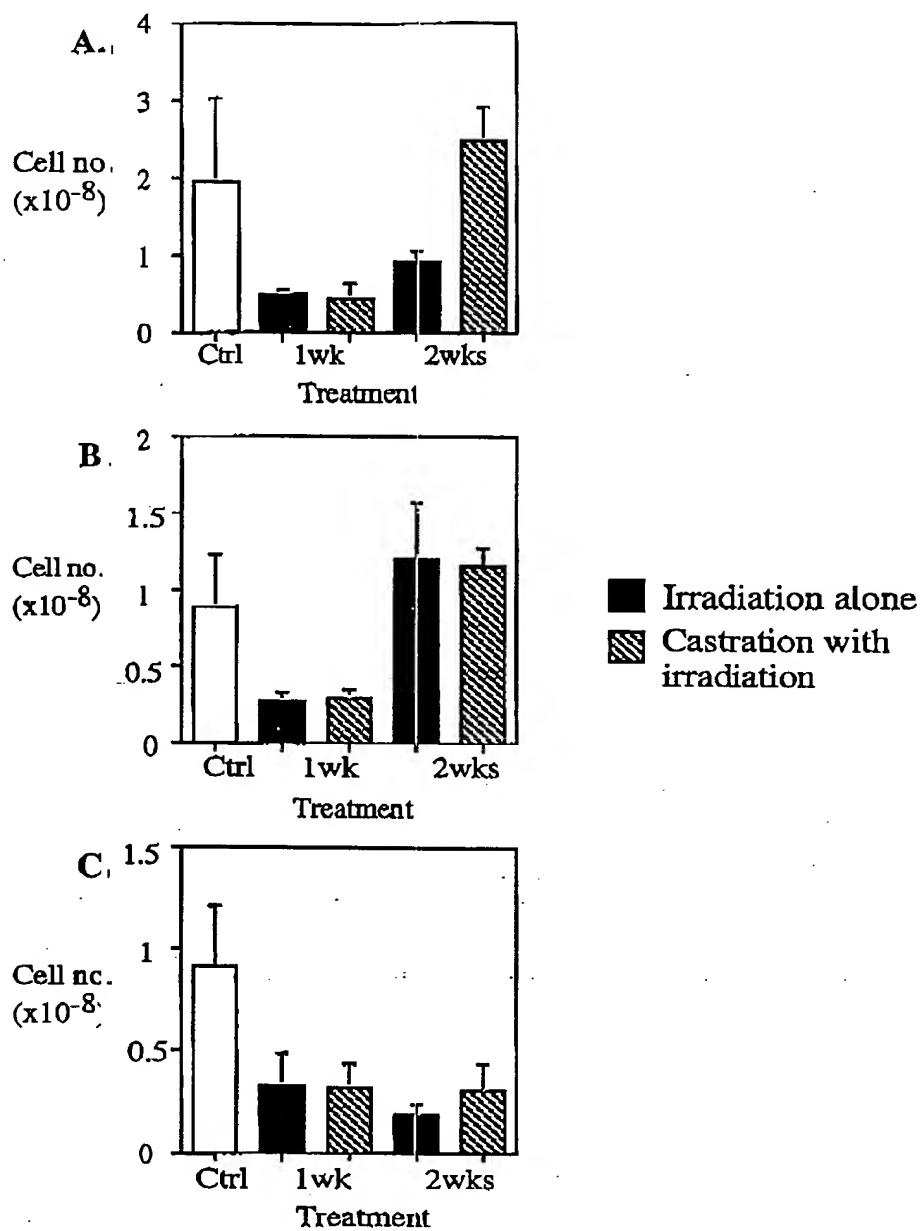 A.
4
3
Cell no.
(x10-8)
2
1
0
Ctrl 1wk 2wks
Treatment
B.
2
1.5
Cell no.
(x10-8)
1
0.5
0
Ctrl 1wk 2wks
Treatment
Irradiation alone
Castration with
irradiation
C.
1.5
1
Cell nc.
(x10-8)
0.5
0
Ctrl 1wk 2wks
Treatment